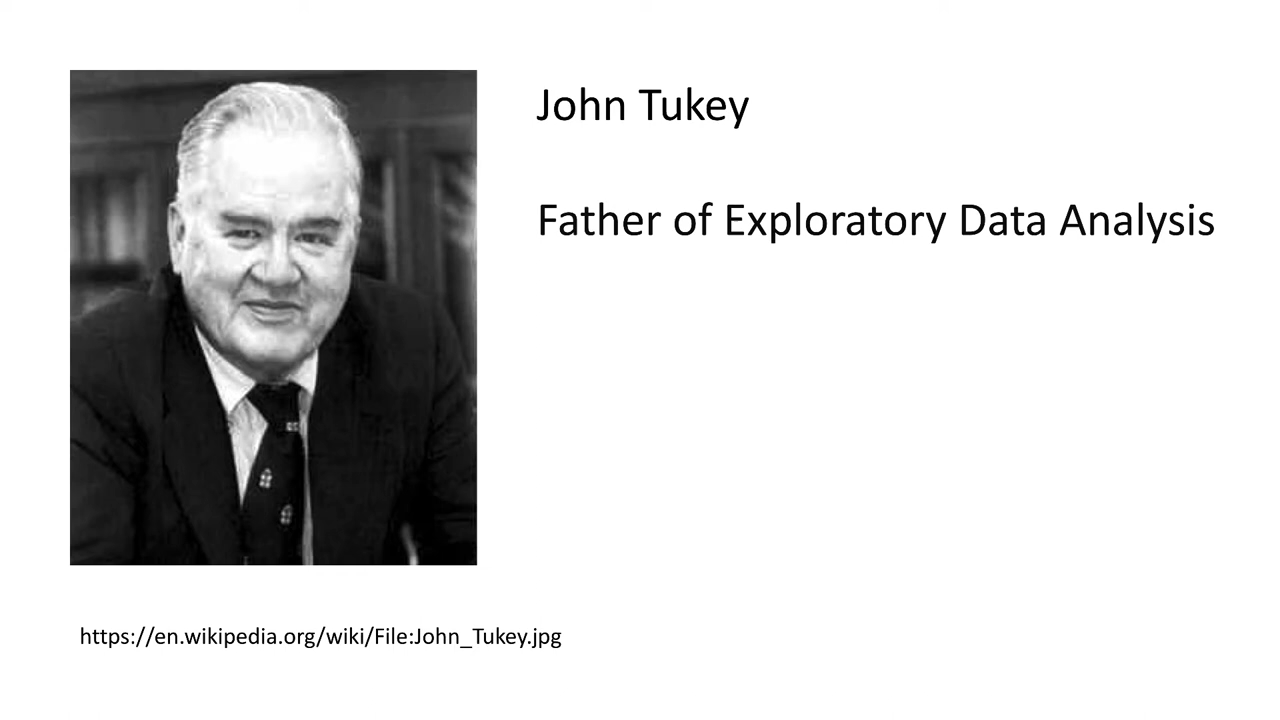 John Tukey
Father of Exploratory Data Analysis
https://en.wikipedia.org/wiki/File:John_Tukey.jpg